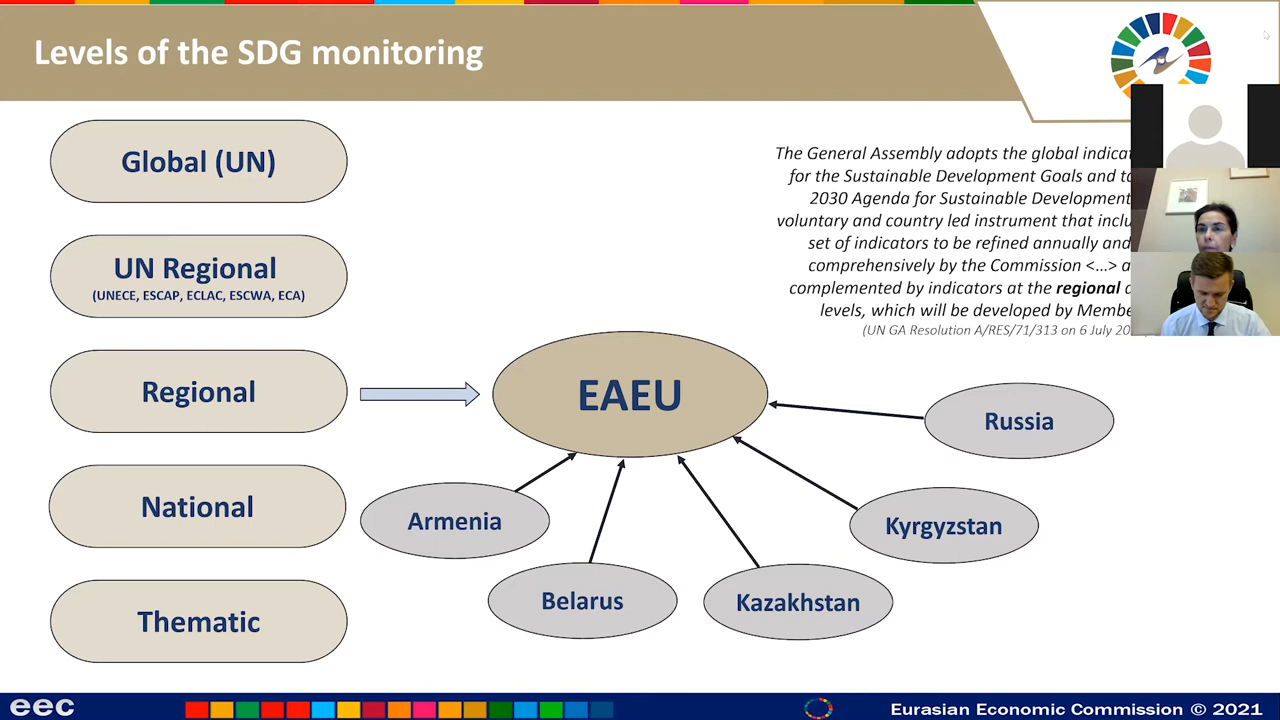 Levels of the SDG monitoring
Global (UN)
UN Regional
(UNECE, ESCAP, ECLAC, ESCWA, ECA)
Regional
National
Thematic
The General Assembly adopts the global
for the Sustainable Development Goals and
2030 Agenda for Sustainable Development
voluntary and country led instrument that
set of indicators to be refined annually and
comprehensively by the Commission <...>
complemented by indicators at the regional
levels, which will be developed by
(UN GA Resolution A/RES/71/313 on 6 July
EAEU
Russia
Armenia
Kyrgyzstan
Belarus
Kazakhstan
eec
Eurasian Economic Commission © 2021